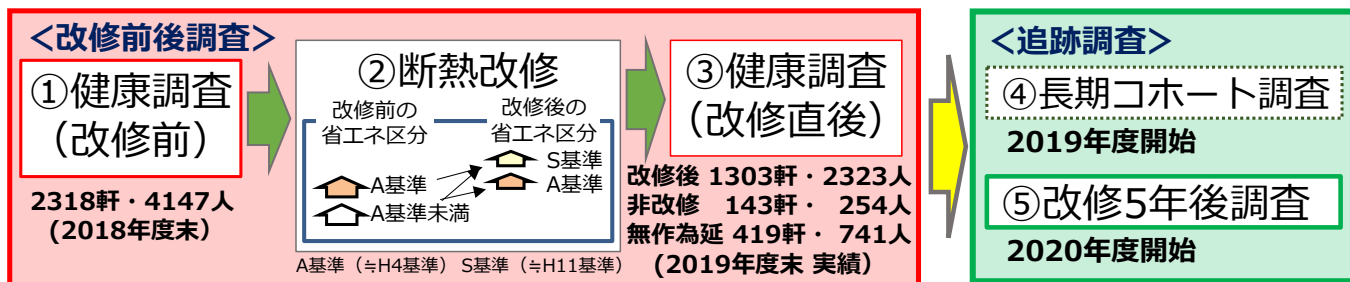 ＜改修前後調査＞
①健康調査
（改修前）
2318軒・4147人
(2018年度末）
②断熱改修
改修前の
省エネ区分
改修後の
省エネ区分
A基準
A基準未満
S基準
A基準
A基準（≒H4基準） S基準（≒H11基準）
③健康調査
（改修直後）
改修後 1303軒・2323人
非改修 143軒・ 254人
無作為延 419軒・ 741人
(2019年度末 実績）
＜追跡調査＞
④長期コホート調査
2019年度開始
⑤改修5年後調査
2020年度開始